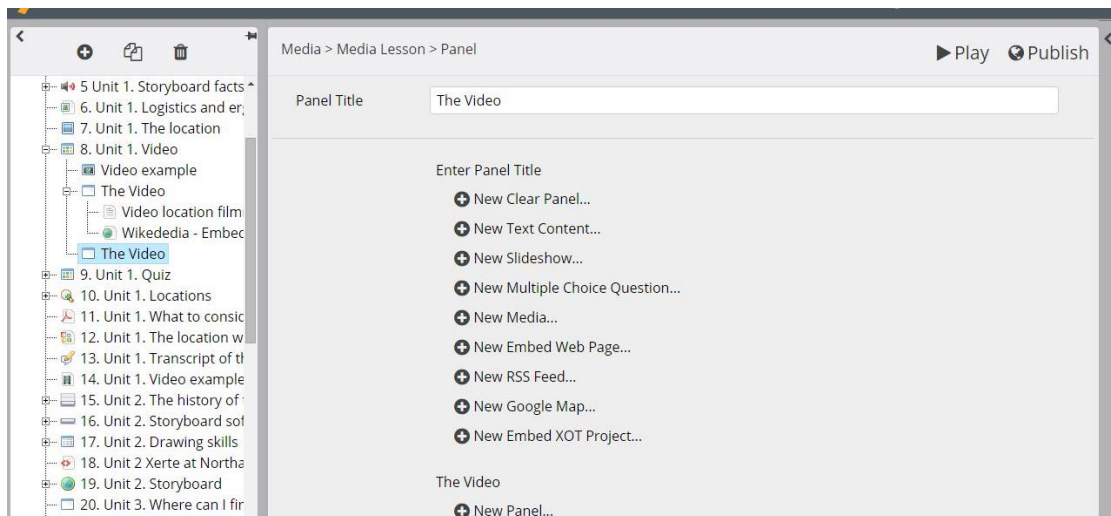 Media > Media Lesson > Panel
Play
Publish
5 Unit 1. Storyboard facts
6. Unit 1. Logistics and
7. Unit 1. The location
8. Unit 1. Video
Video example
The Video
Video location film
Wikededia - Embec
The Video
9. Unit 1. Quiz
10. Unit 1. Locations
11. Unit 1. What to consic
12. Unit 1. The location w
13. Unit 1. Transcript of
14. Unit 1. Video example
15. Unit 2. The history of
16. Unit 2. Storyboard sof
17. Unit 2. Drawing skills
18. Unit 2 Xerte at Northa
19. Unit 2. Storyboard
20. Unit 3. Where can I fir
Panel Title
The Video
Enter Panel Title
New Clear Panel...
New Text Content...
New Slideshow...
New Multiple Choice Question...
New Media...
New Embed Web Page...
New RSS Feed...
New Google Map...
New Embed XOT Project...
The Video
New Panel...